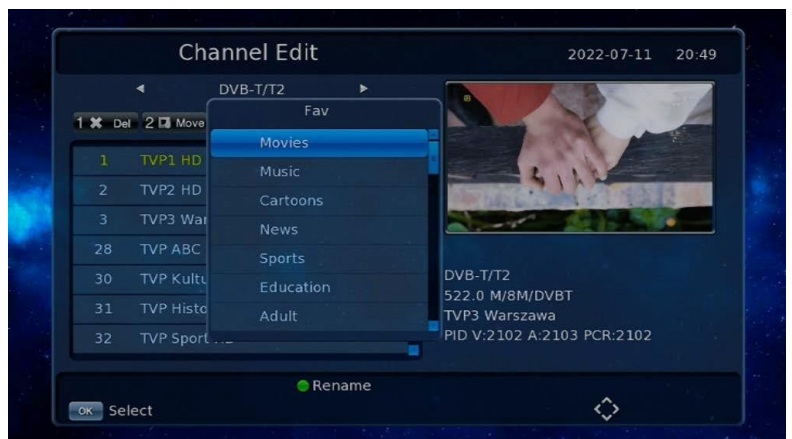 Channel Edit
2022-07-11 20:49
DVB-T/T2
1 Del 2 Move
Fav
Movies
Music
Cartoons
News
Sports
Education
Adult
1 TVP1 HD
2 TVP2 HD
3 TVP3 War
28 TVP ABC
30 TVP Kultu
31 TVP Histo
32 TVP Sport
DVB-T/T2
522.0 M/8M/DVBT
TVP3 Warszawa
PID V:2102 A:2103 PCR:2102
Rename
OK Select